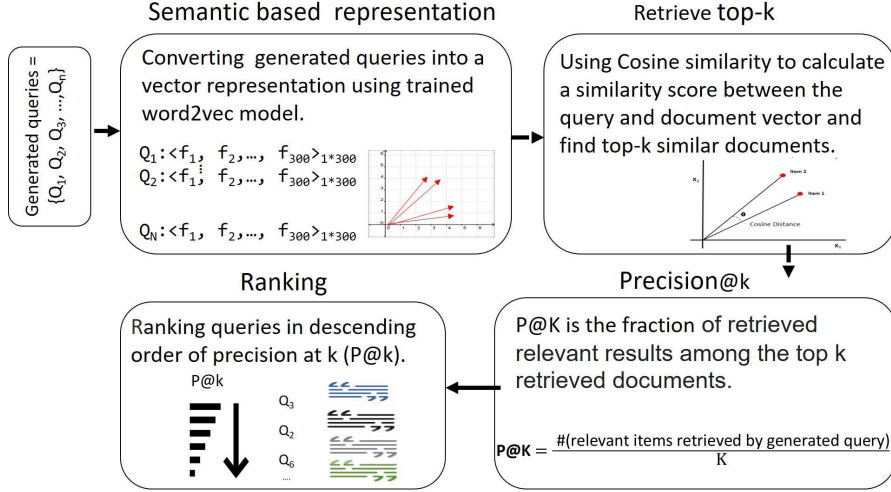 Semantic based representation
Retrieve top-k
Generated queries =
{Q1, Q2, Q3, ...,Qn}
Converting generated queries into a
vector representation using trained
word2vec model.
Q1:<f1, f2,…, f300>1*300
Q2:<f1, f2,…, f300>1*300
QN:<f1, f2,…, f300>1*300
Using Cosine similarity to calculate
a similarity score between the
query and document vector and
find top-k similar documents.
X2
Item 2
Item 1
Cosine Distance
X1
Ranking
Precision@k
Ranking queries in descending
order of precision at k (P@k).
P@k
Q3
Q2
Q6
....
P@K is the fraction of retrieved
relevant results among the top k
retrieved documents.
P@K = #(relevant items retrieved by generated query)
K